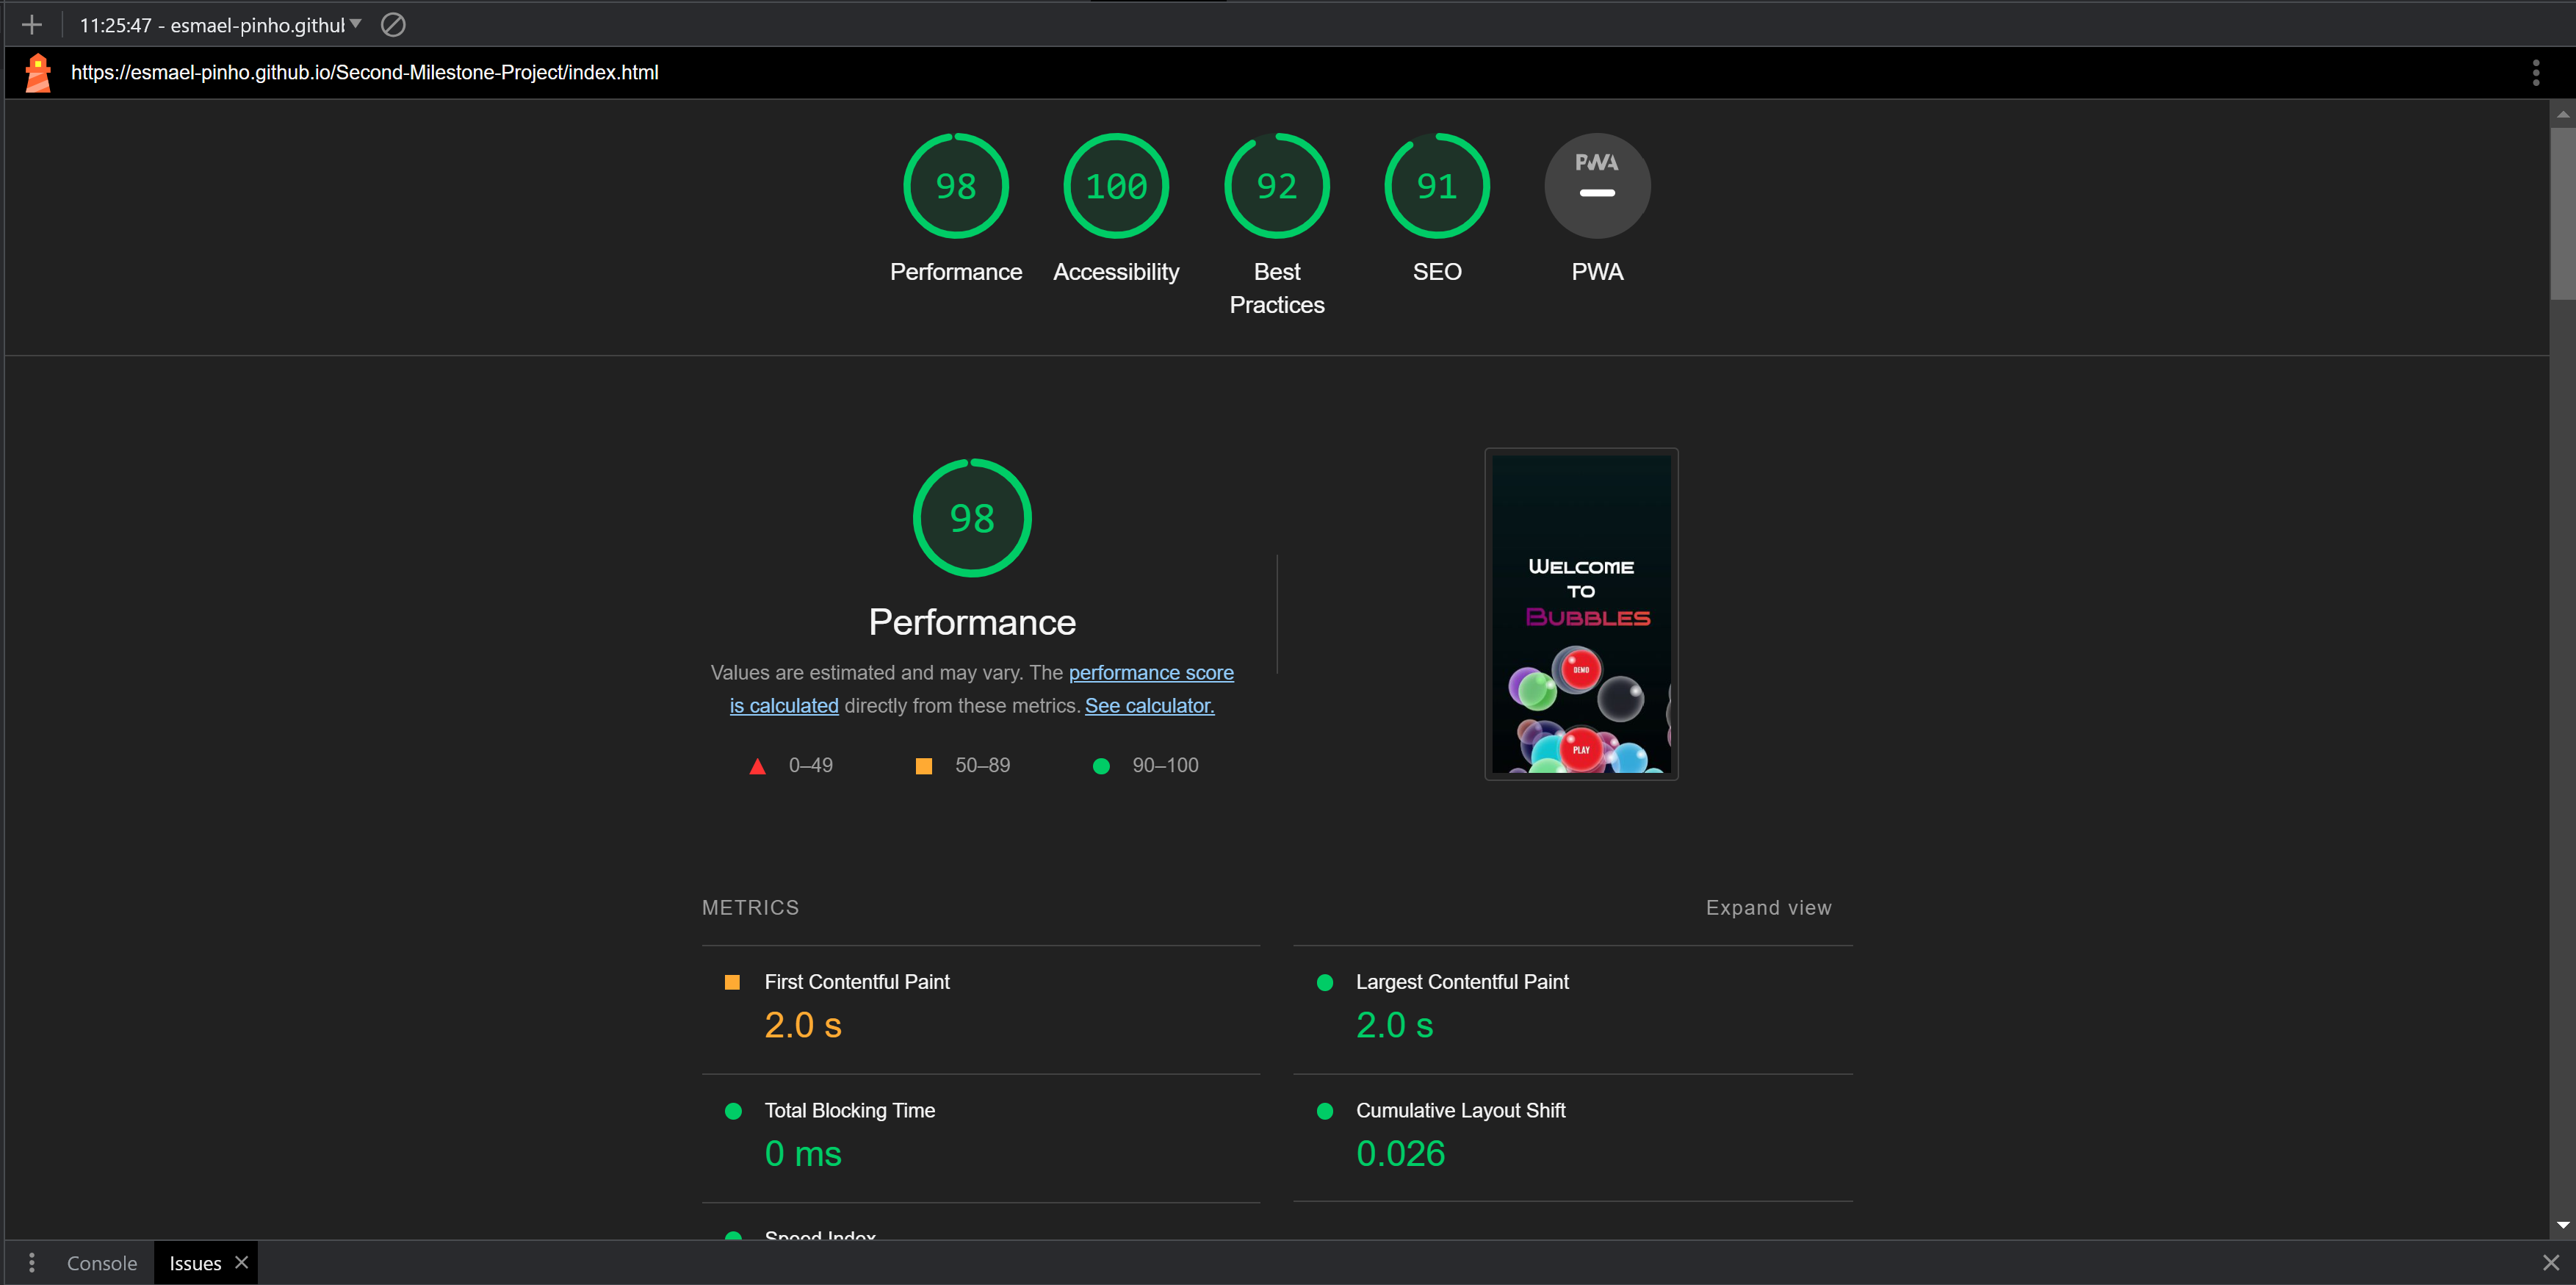 11:25:47 - esmael-pinho.githul
https://esmael-pinho.github.io/Second-Milestone-Project/index.html
98
100
92
91
PWA
Performance
Accessibility
Best
Practices
SEO
PWA
98
Performance
Values are estimated and may vary. The performance score
is calculated directly from these metrics. See calculator.
0–49
50–89
90–100
WELCOME
TO
BUBBLES
DEMO
PLAY
METRICS
Expand view
First Contentful Paint
2.0 s
Largest Contentful Paint
2.0 s
Total Blocking Time
0 ms
Cumulative Layout Shift
0.026
Speed Index
Console
Issues